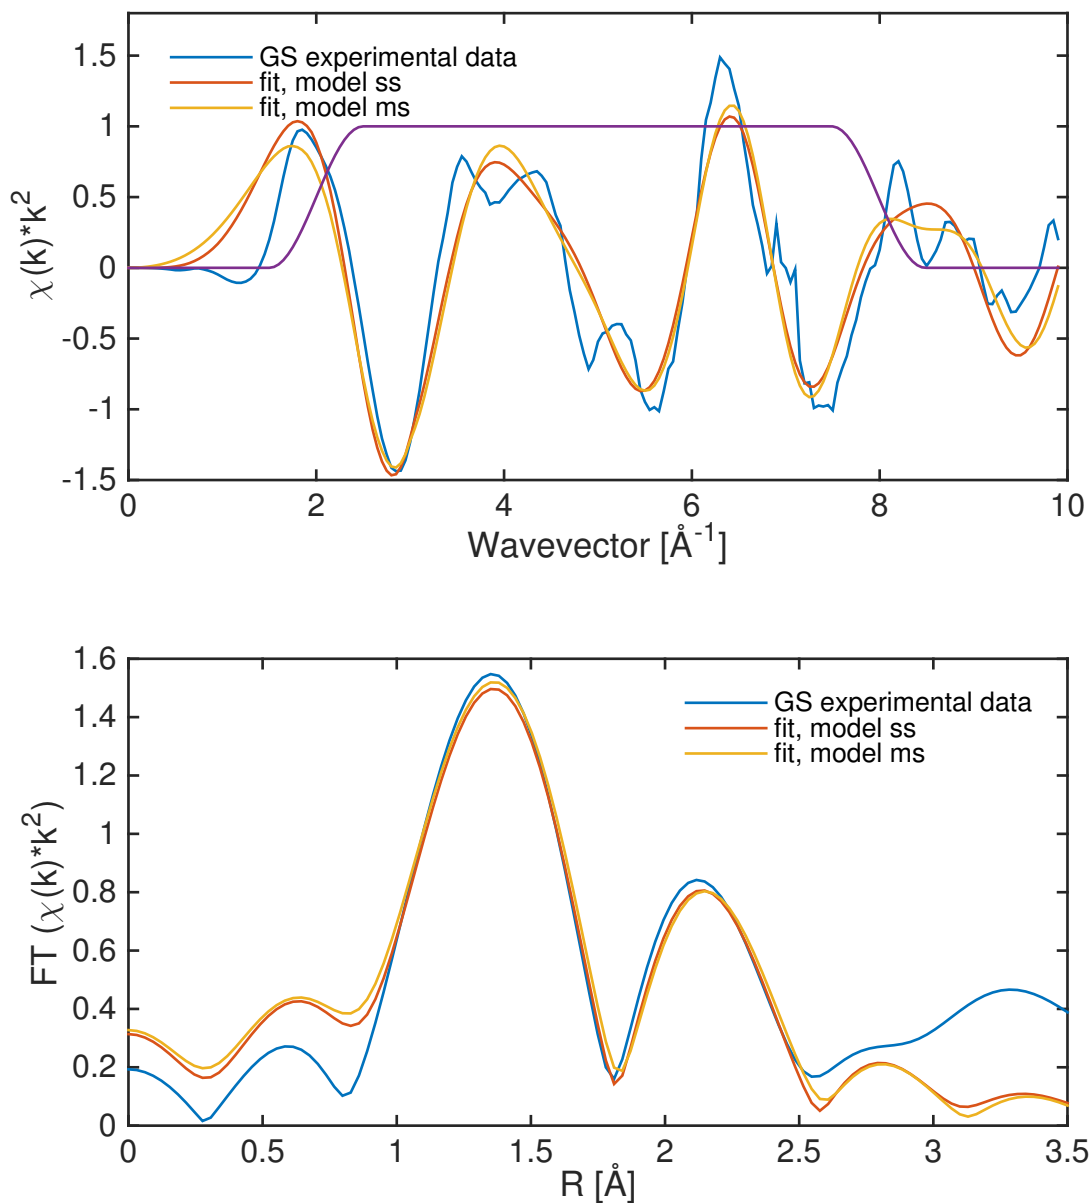 GS experimental data
fit, model ss
fit, model ms
1.5
1
0.5
0
-0.5
-1
-1.5
χ(k)*k²
0 2 4 6 8 10
Wavevector [Å⁻¹]
1.6
1.4
1.2
1
0.8
0.6
0.4
0.2
0
FT (χ(k)*k²)
GS experimental data
fit, model ss
fit, model ms
0 0.5 1 1.5 2 2.5 3 3.5
R [Å]